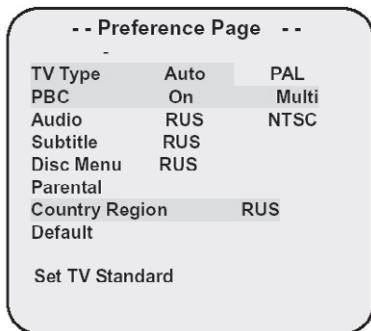 - - Preference Page - -
-
TV Type Auto PAL
PBC On Multi
Audio RUS NTSC
Subtitle RUS
Disc Menu RUS
Parental
Country Region RUS
Default
Set TV Standard